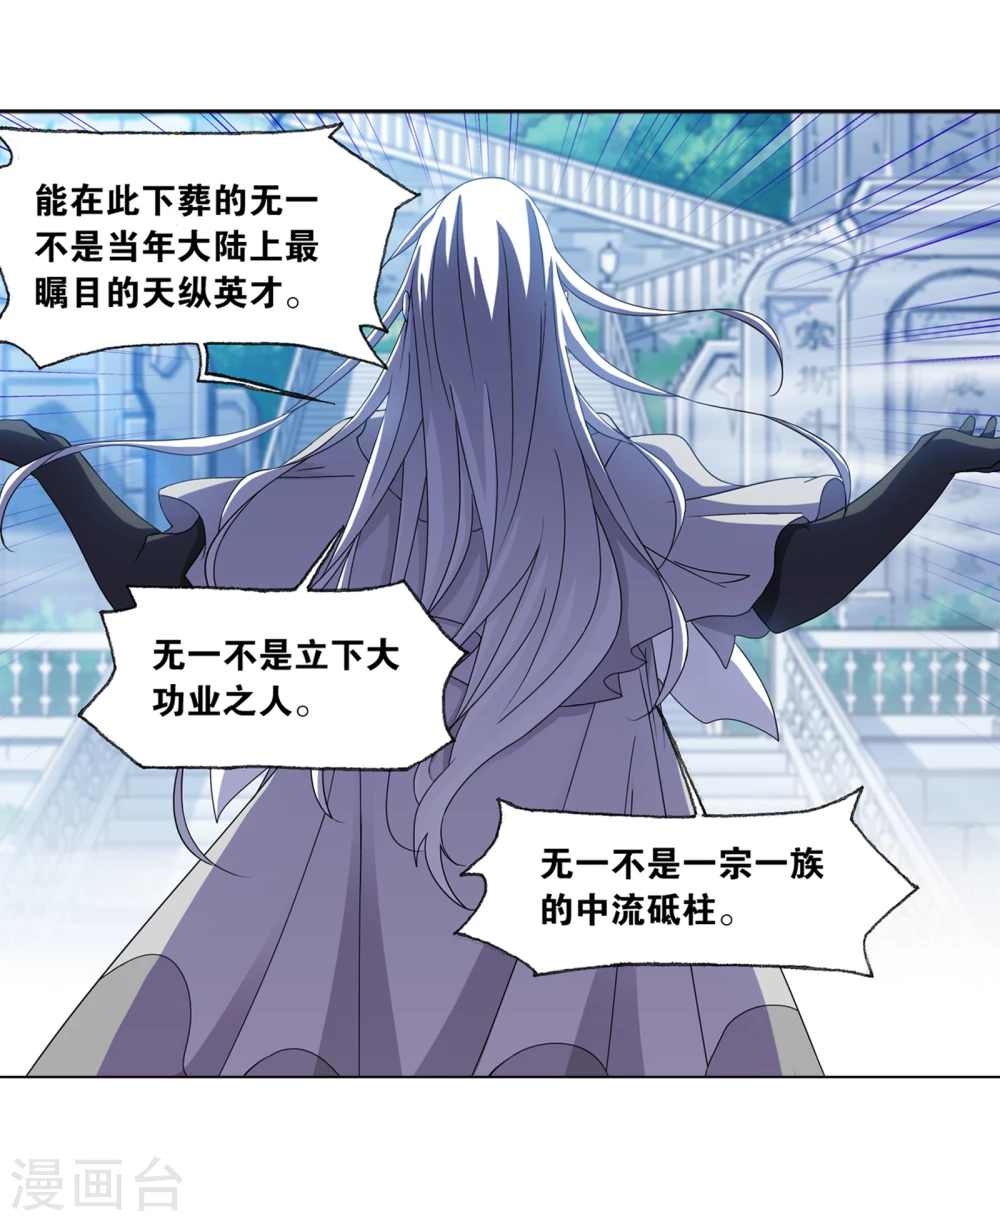 能在此下葬的无一
不是当年大陆上最
瞩目的天纵英才。
索
斯
无一不是立下大
功业之人。
无一不是一宗一族
的中流砥柱。
漫画台